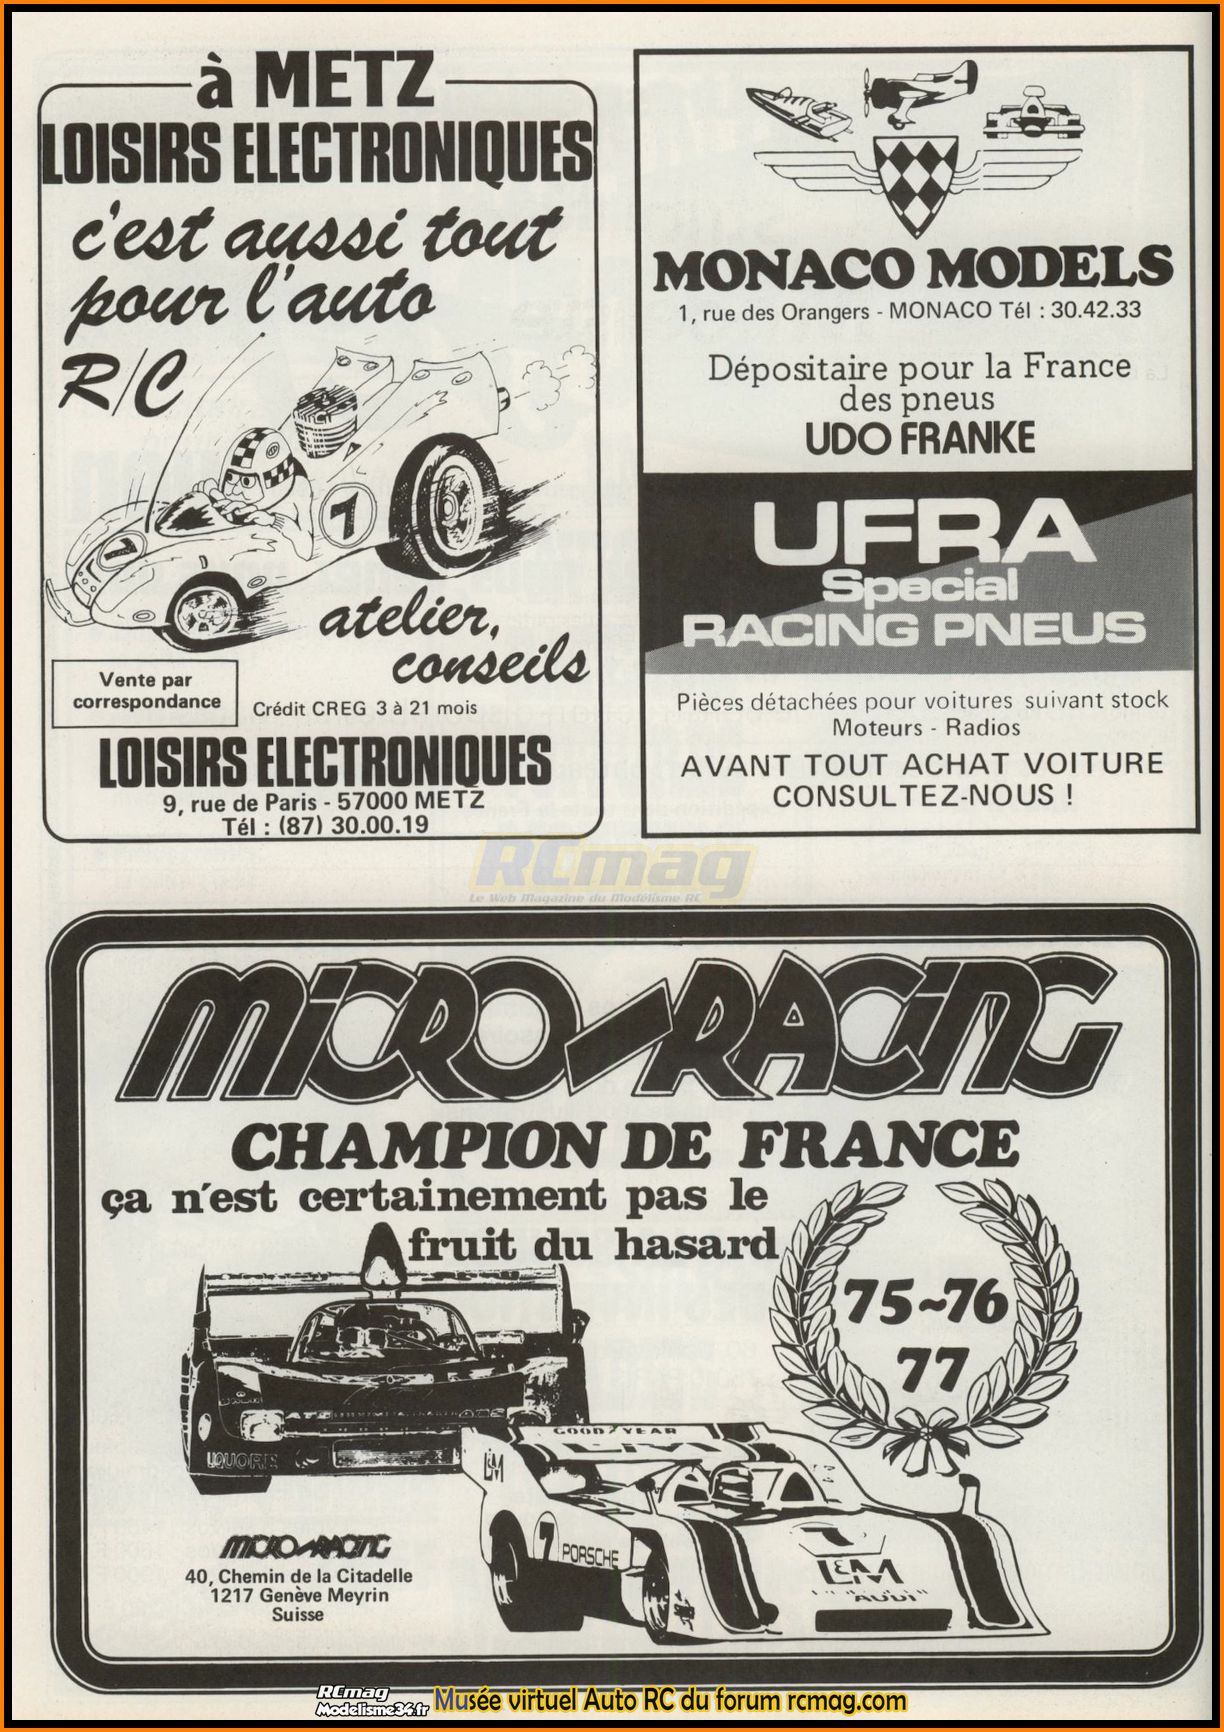 à METZ
LOISIRS ELECTRONIQUES
c'est aussi tout
pour l'auto
R/C
7
7
atelier,
conseils
Vente par
correspondance
Crédit CREG 3 à 21 mois
LOISIRS ELECTRONIQUES
9, rue de Paris - 57000 METZ
Tél : (87) 30.00.19
MONACO MODELS
1, rue des Orangers - MONACO Tél : 30.42.33
Dépositaire pour la France
des pneus
UDO FRANKE
UFRA
Special
RACING PNEUS
Pièces détachées pour voitures suivant stock
Moteurs - Radios
AVANT TOUT ACHAT VOITURE
CONSULTEZ-NOUS !
RCmag
Le Web Magazine du Modélisme RC
MICRO-RACING
CHAMPION DE FRANCE
ça n'est certainement pas le
fruit du hasard
75~76
77
GOOD YEAR
L&M
L&M
7
PORSCHE
L&M
AUDI
MICRO-RACING
40, Chemin de la Citadelle
1217 Genève Meyrin
Suisse
RCmag
Modelisme34.fr
Musée virtuel Auto RC du forum rcmag.com